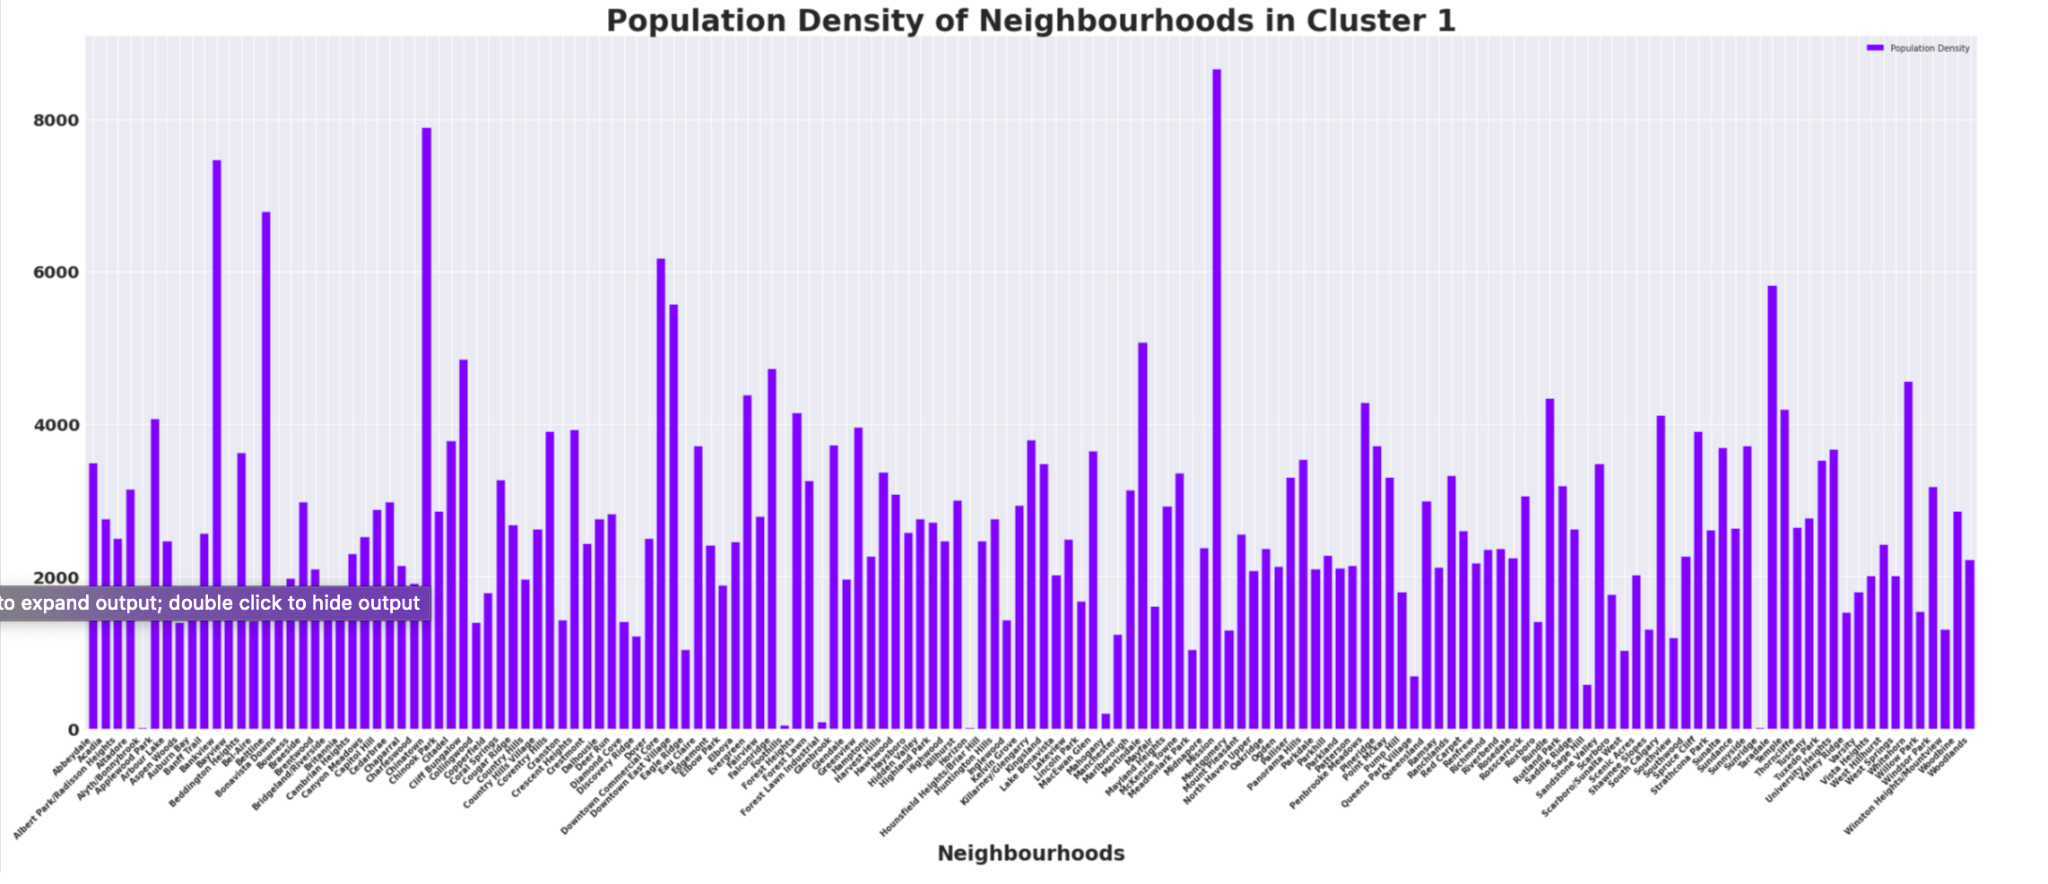 Population Density of Neighbourhoods in Cluster 1
Population Density
8000
6000
4000
2000
0
to expand output; double click to hide output
Abbeydale
Acadia
Albert Park/Radisson Heights
Altadore
Alyth/Bonnybrook
Applewood Park
Arbour Lake
Aspen Woods
Auburn Bay
Banff Trail
Bankview
Bayview
Beddington Heights
Bel-Aire
Beltline
Bonavista Downs
Bowness
Braeside
Brentwood
Bridgeland/Riverside
Britannia
Cambrian Heights
Canyon Meadows
Capitol Hill
Cedarbrae
Chaparral
Charleswood
Chinatown
Chinook Park
Citadel
Cliff Bungalow
Collingwood
Copperfield
Coral Springs
Cougar Ridge
Country Hills
Country Hills Village
Coventry Hills
Cranston
Crescent Heights
Crestmont
Dalhousie
Deer Run
Diamond Cove
Discovery Ridge
Dover
Downtown Commercial Core
Downtown East Village
Eagle Ridge
Eau Claire
Edgemont
Elbow Park
Elboya
Evergreen
Fairview
Falconridge
Foothills
Forest Heights
Forest Lawn
Forest Lawn Industrial
Glenbrook
Glendale
Greenview
Hamptons
Harvest Hills
Hawkwood
Haysboro
Hidden Valley
Highland Park
Highwood
Hillhurst
Horizon
Hounsfield Heights/Briar Hill
Huntington Hills
Inglewood
Kelvin Grove
Killarney/Glengarry
Kingsland
Lake Bonavista
Lakeview
Lincoln Park
MacEwan Glen
Mahogany
Manchester
Marlborough
Martindale
Mayfair
Mayland Heights
McKenzie Towne
Meadowlark Park
Midnapore
Mission
Montgomery
Mount Pleasant
North Haven Upper
Oakridge
Ogden
Palliser
Panorama Hills
Parkdale
Parkhill
Parkland
Patterson
Penbrooke Meadows
Pineridge
Point McKay
Pump Hill
Queens Park Village
Queensland
Ramsay
Ranchlands
Red Carpet
Renfrew
Richmond
Riverbend
Rosedale
Rosscarrock
Roxboro
Rundle
Rutland Park
Saddle Ridge
Sage Hill
Sandstone Valley
Scarboro
Scarboro/Sunalta West
Scenic Acres
Shawnee Slopes
South Calgary
Southview
Southwood
Spruce Cliff
Strathcona Park
Sunalta
Sundance
Sunnyside
Sunridge
Taradale
Temple
Thorncliffe
Tuscany
Tuxedo Park
University Heights
Valley Ridge
Varsity
Vista Heights
West Hillhurst
West Springs
Whitehorn
Willow Park
Windsor Park
Winston Heights/Mountview
Woodbine
Woodlands
Neighbourhoods